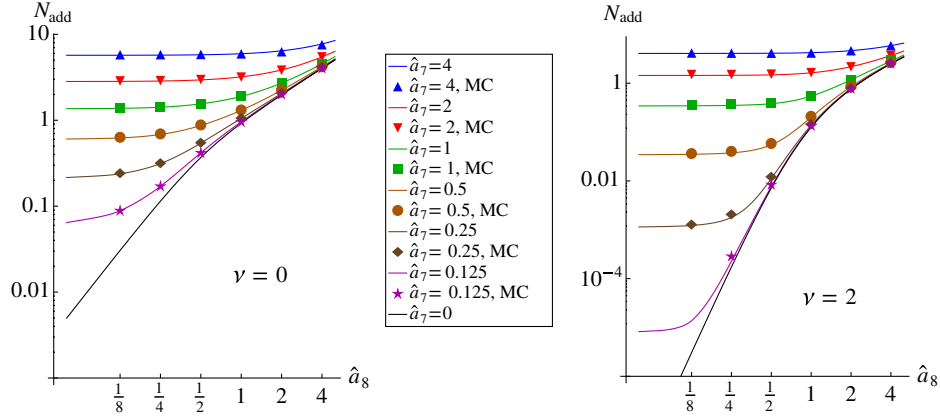 N_add
10
1
0.1
0.01
ν = 0
1/8 1/4 1/2 1 2 4 â_8
â_7= 4
â_7= 4, MC
â_7= 2
â_7= 2, MC
â_7= 1
â_7= 1, MC
â_7= 0.5
â_7= 0.5, MC
â_7= 0.25
â_7= 0.25, MC
â_7= 0.125
â_7= 0.125, MC
â_7=0
N_add
1
0.01
10^-4
ν = 2
1/8 1/4 1/2 1 2 4 â_8